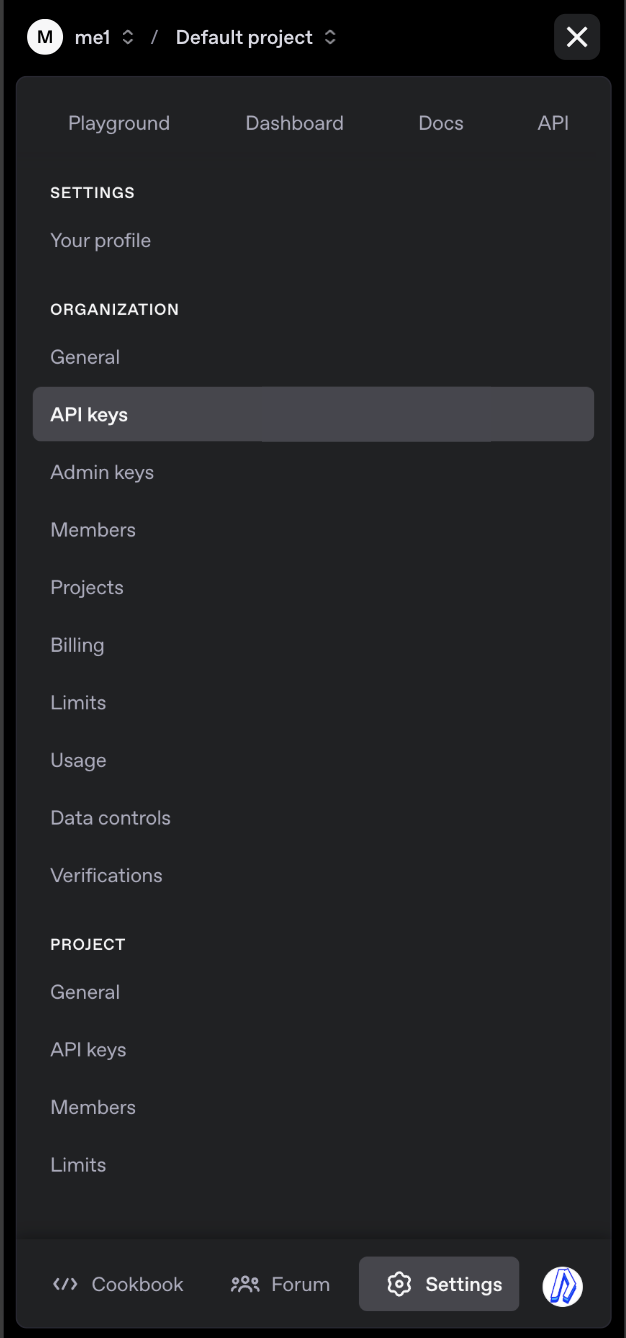 M me1 / Default project
Playground Dashboard Docs API
SETTINGS
Your profile
ORGANIZATION
General
API keys
Admin keys
Members
Projects
Billing
Limits
Usage
Data controls
Verifications
PROJECT
General
API keys
Members
Limits
Cookbook Forum Settings